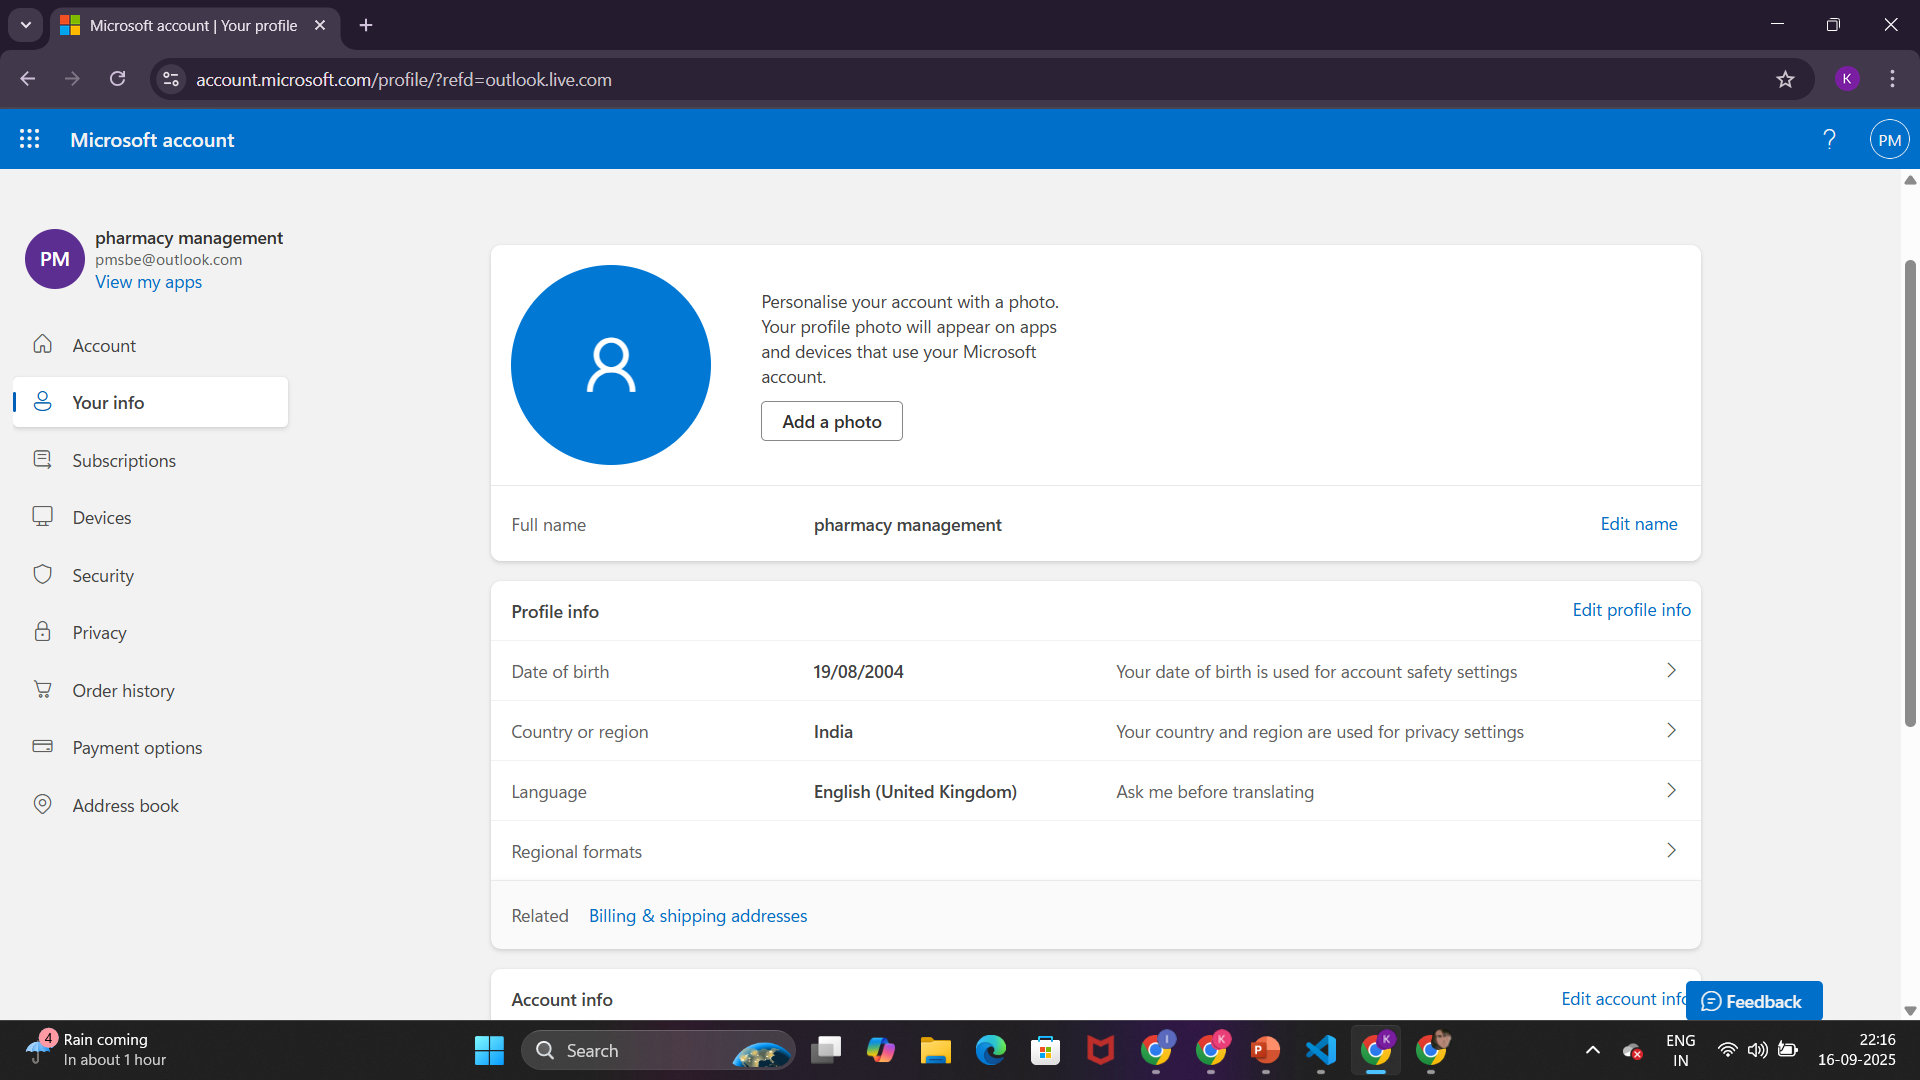 Microsoft account | Your profile
account.microsoft.com/profile/?refd=outlook.live.com
K
Microsoft account
?
PM
PM
pharmacy management
pmsbe@outlook.com
View my apps
Account
Your info
Subscriptions
Devices
Security
Privacy
Order history
Payment options
Address book
Personalise your account with a photo.
Your profile photo will appear on apps
and devices that use your Microsoft
account.
Add a photo
Full name pharmacy management Edit name
Profile info Edit profile info
Date of birth 19/08/2004 Your date of birth is used for account safety settings
Country or region India Your country and region are used for privacy settings
Language English (United Kingdom) Ask me before translating
Regional formats
Related Billing & shipping addresses
Account info Edit account info
Feedback
4
Rain coming
In about 1 hour
Search
I
K
P
K
ENG
IN
22:16
16-09-2025